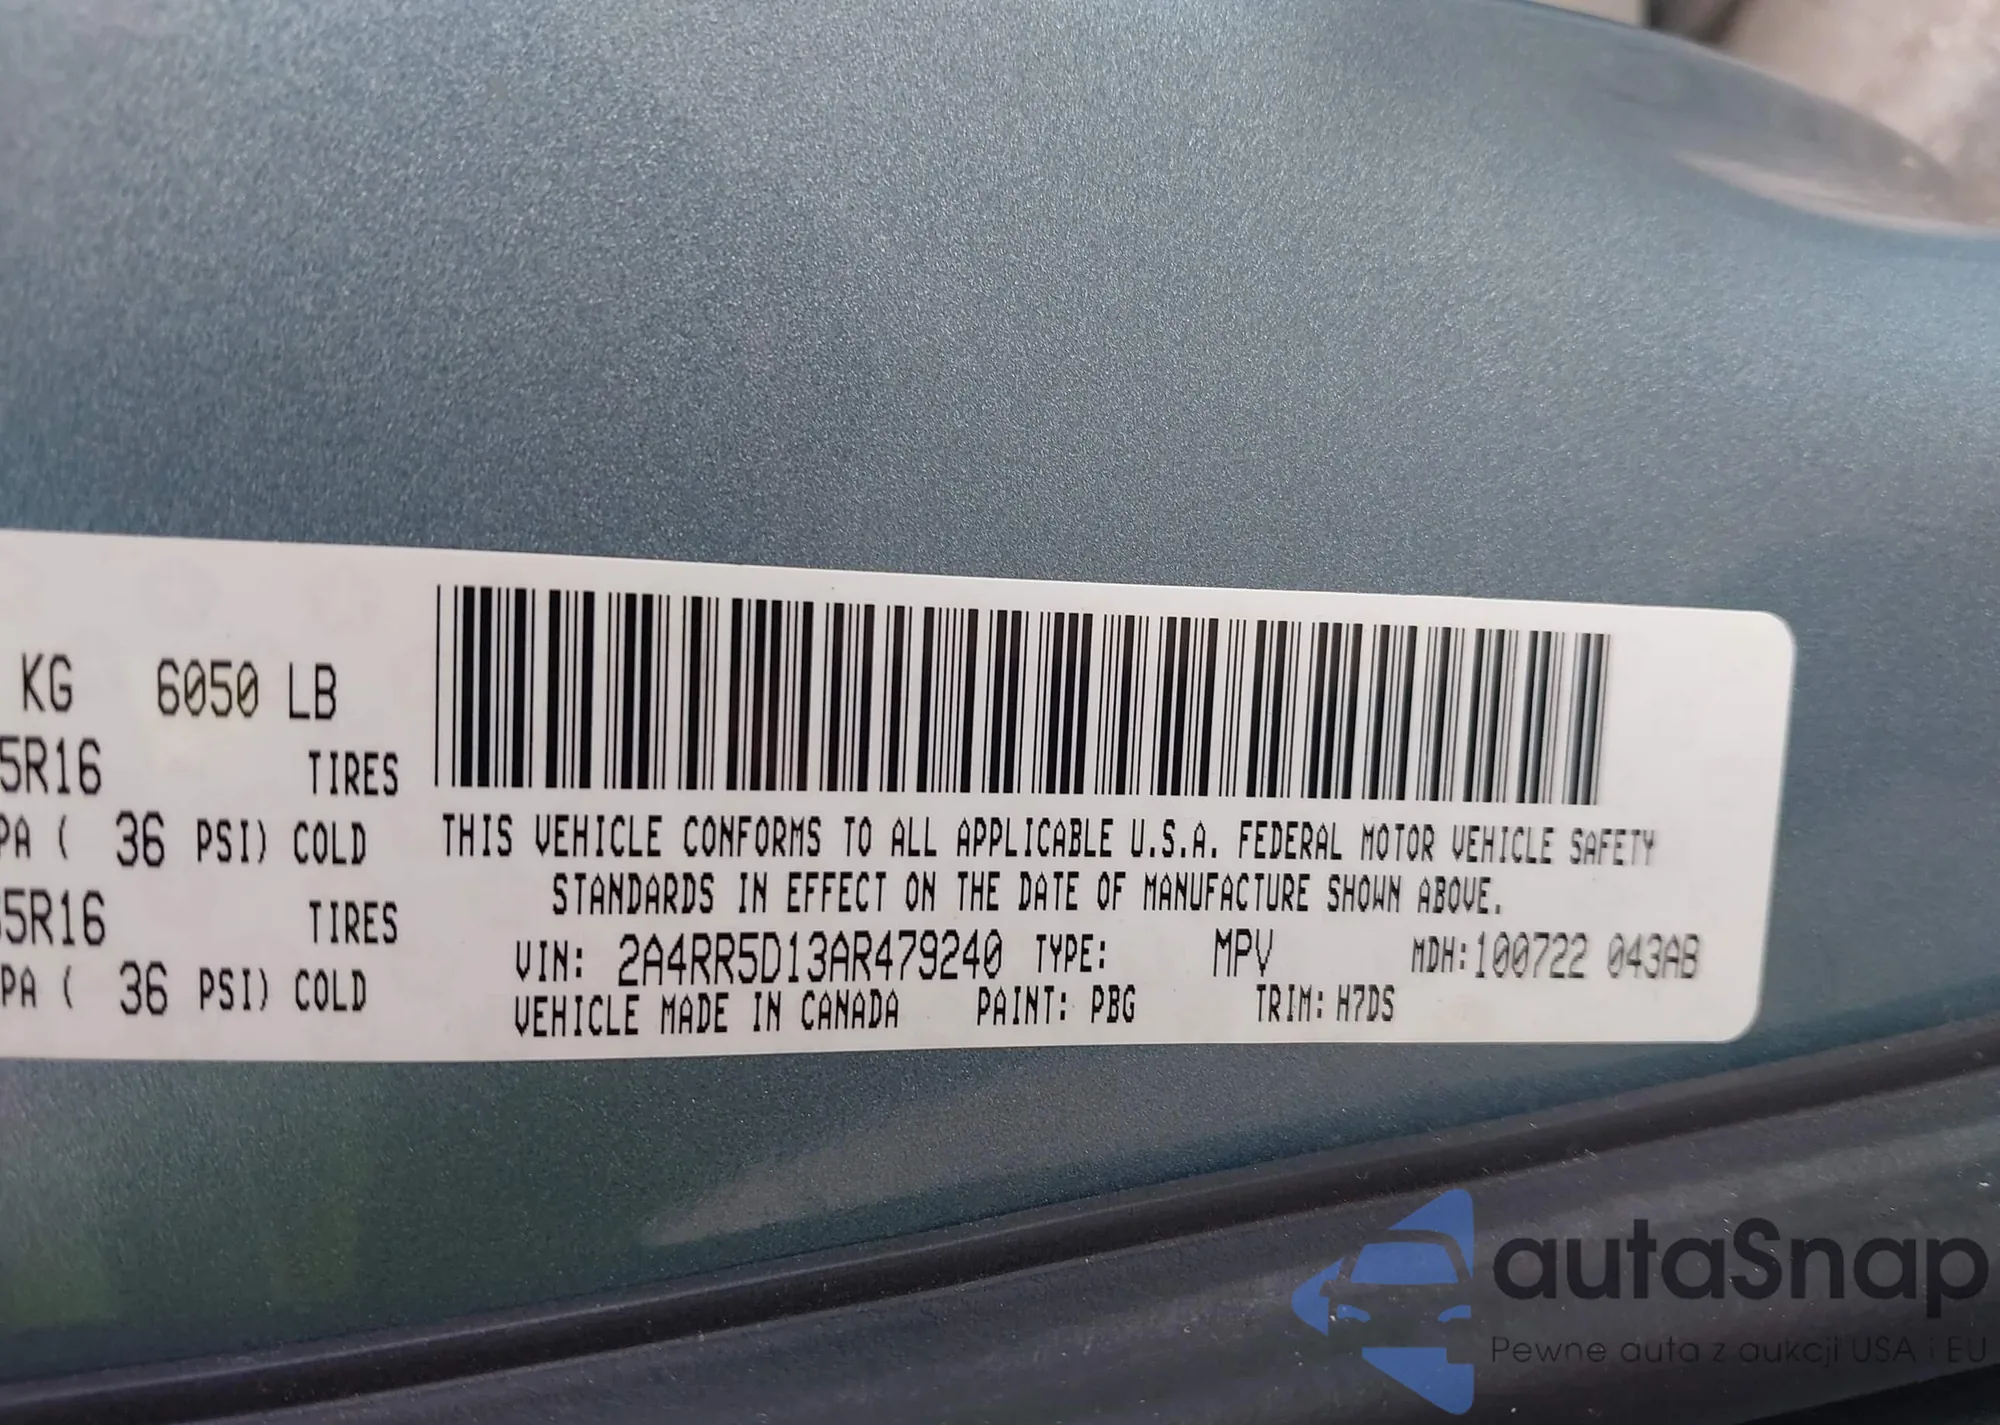 KG 6050 LB
5R16 TIRES
PA ( 36 PSI) COLD
5R16 TIRES
PA ( 36 PSI) COLD
THIS VEHICLE CONFORMS TO ALL APPLICABLE U.S.A. FEDERAL MOTOR VEHICLE SAFETY
STANDARDS IN EFFECT ON THE DATE OF MANUFACTURE SHOWN ABOVE.
VIN: 2A4RR5D13AR479240 TYPE: MPV MDH:100722 043AB
VEHICLE MADE IN CANADA PAINT: PBG TRIM: H7DS
autaSnap
Pewne auta z aukcji USA i EU